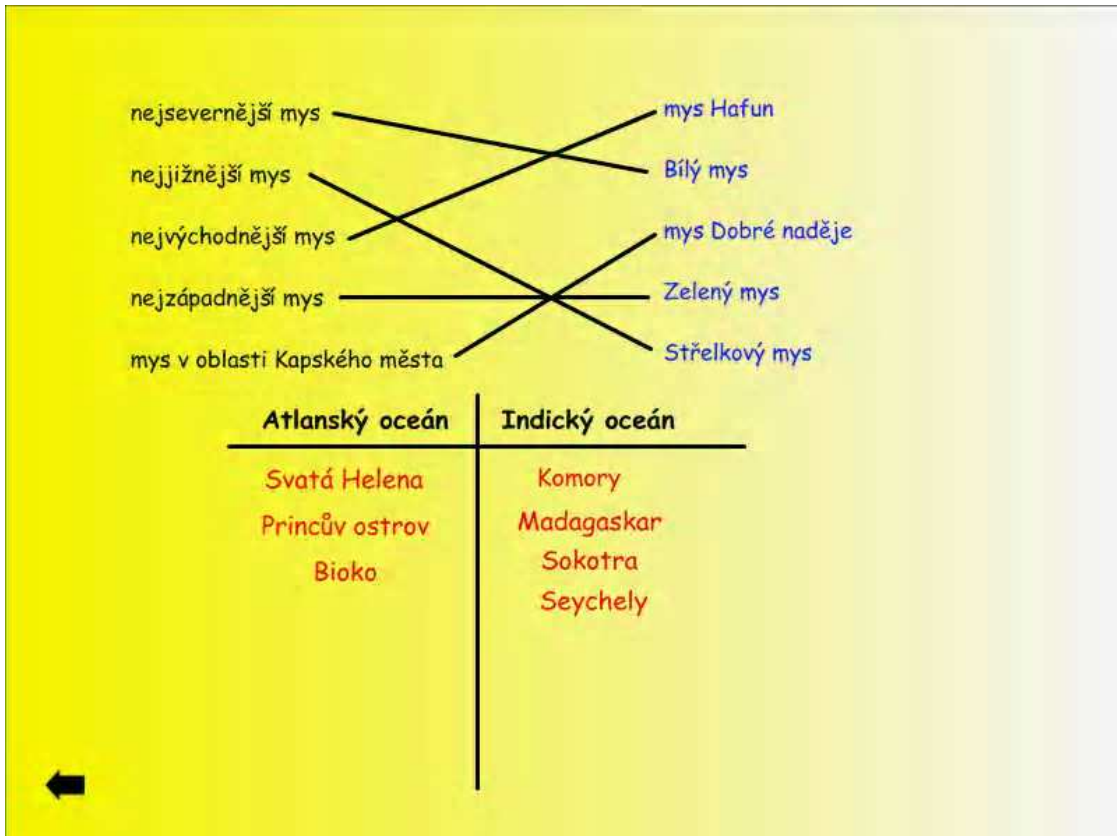 nejsevernější mys
mys Hafun
nejjižnější mys
Bílý mys
nejvýchodnější mys
mys Dobré naděje
nejzápadnější mys
Zelený mys
mys v oblasti Kapského města
Střelkový mys
Atlanský oceán
Indický oceán
Svatá Helena
Komory
Princův ostrov
Madagaskar
Bioko
Sokotra
Seychely